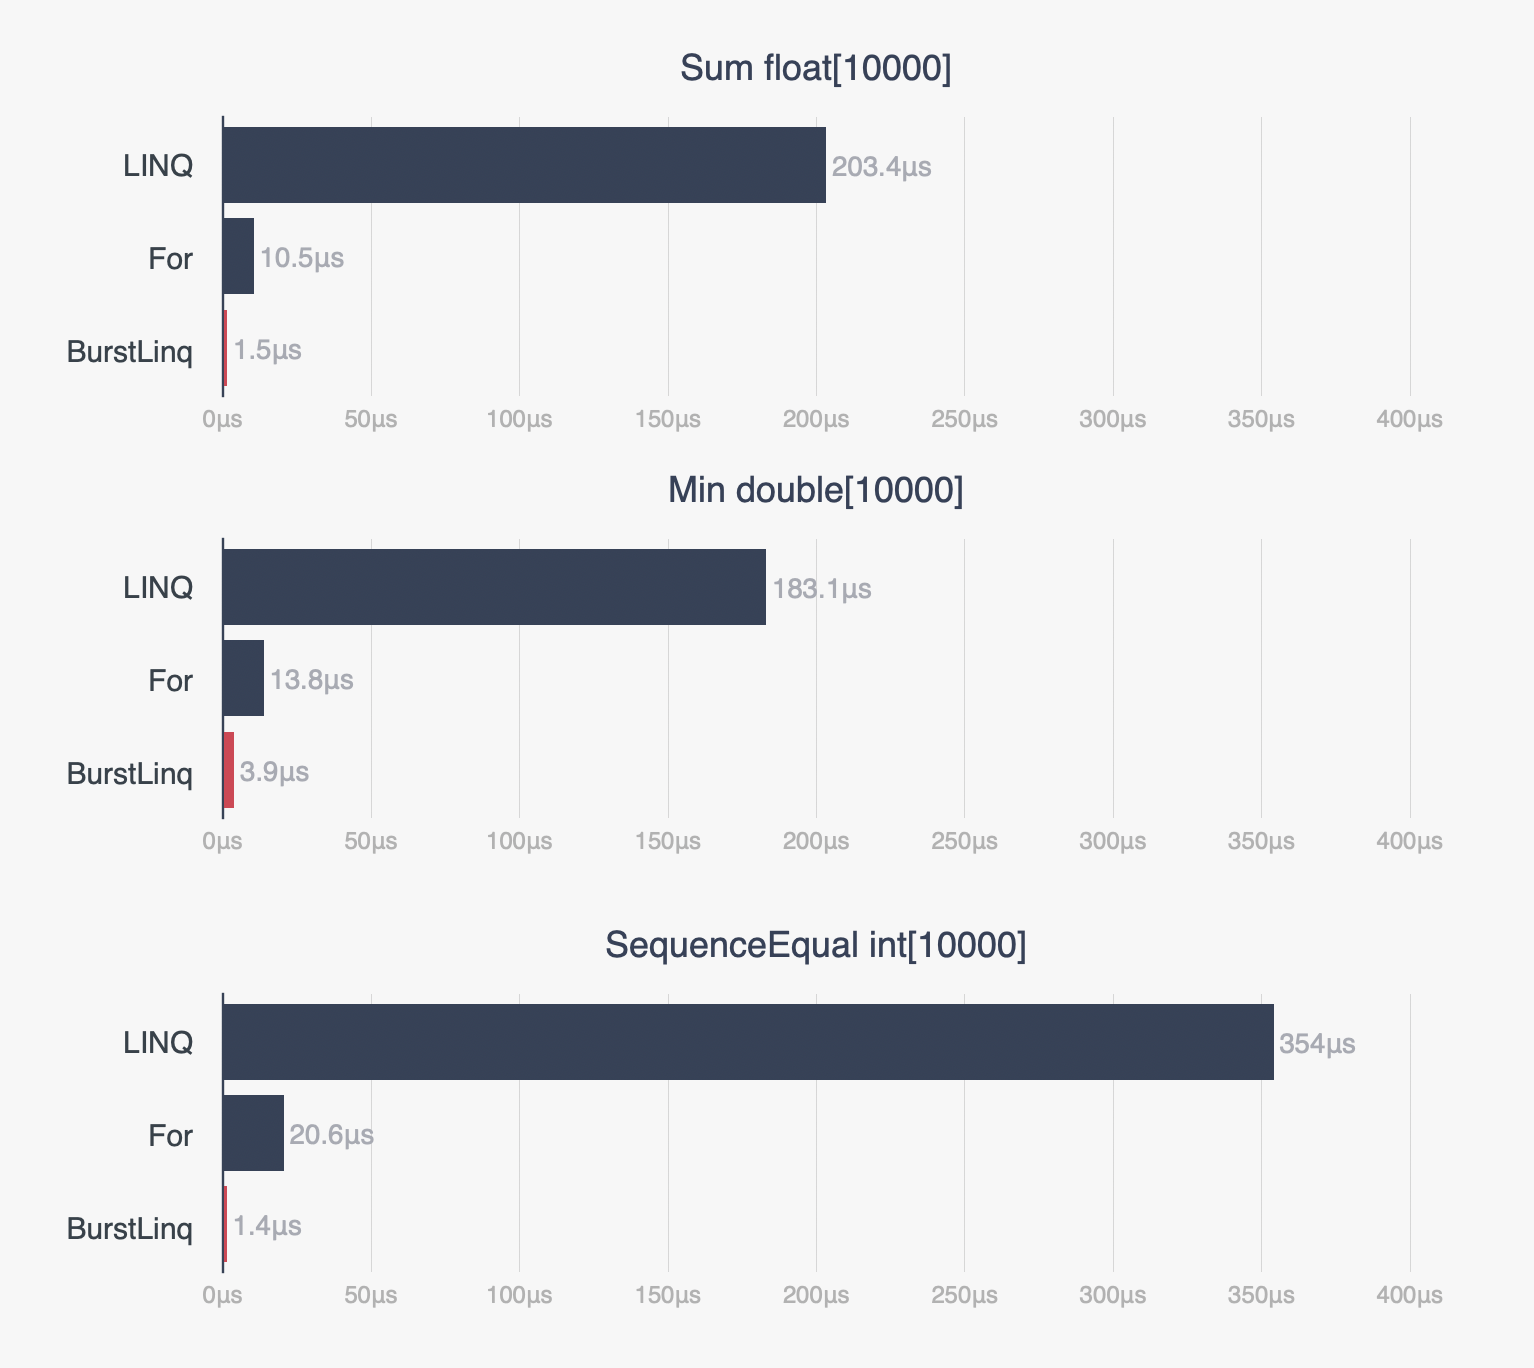 Sum float[10000]
LINQ
203.4µs
For
10.5µs
BurstLinq
1.5µs
0µs 50µs 100µs 150µs 200µs 250µs 300µs 350µs 400µs
Min double[10000]
LINQ
183.1µs
For
13.8µs
BurstLinq
3.9µs
0µs 50µs 100µs 150µs 200µs 250µs 300µs 350µs 400µs
SequenceEqual int[10000]
LINQ
354µs
For
20.6µs
BurstLinq
1.4µs
0µs 50µs 100µs 150µs 200µs 250µs 300µs 350µs 400µs